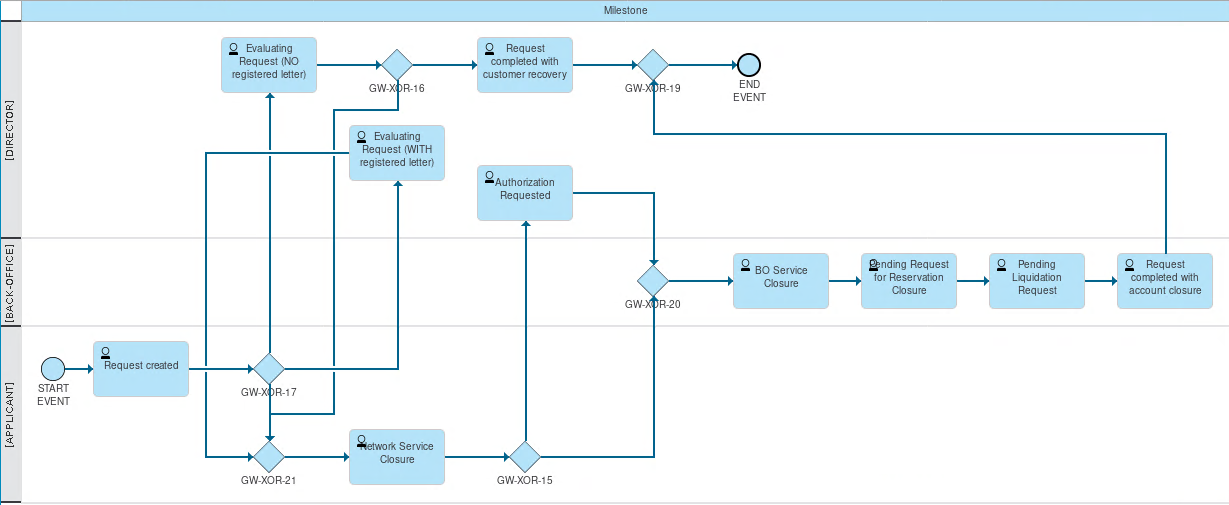 Milestone
[DIRECTOR]
Evaluating
Request (NO
registered letter)
GW-XOR-16
Request
completed with
customer recovery
GW-XOR-19
END
EVENT
Evaluating
Request (WITH
registered letter)
Authorization
Requested
[BACK-OFFICE]
GW-XOR-20
BO Service
Closure
Pending Request
for Reservation
Closure
Pending
Liquidation
Request
Request
completed with
account closure
[APPLICANT]
START
EVENT
Request created
GW-XOR-17
GW-XOR-21
Network Service
Closure
GW-XOR-15